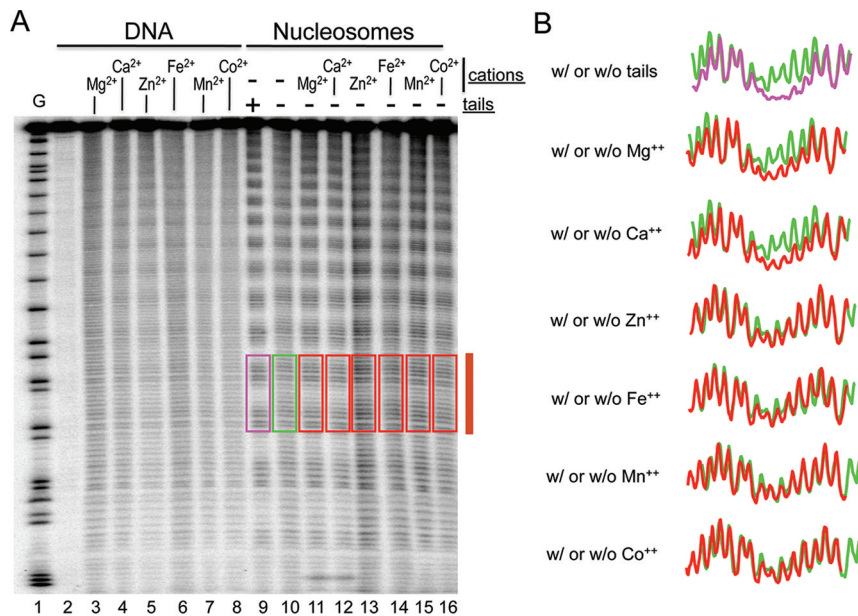 A
DNA
Nucleosomes
Ca²⁺ Fe²⁺ Co²⁺ Ca²⁺ Fe²⁺ Co²⁺
Mg²⁺ Zn²⁺ Mn²⁺ - - Mg²⁺ Zn²⁺ Mn²⁺ cations
G + - - - - - - - tails
1 2 3 4 5 6 7 8 9 10 11 12 13 14 15 16
B
w/ or w/o tails
w/ or w/o Mg⁺⁺
w/ or w/o Ca⁺⁺
w/ or w/o Zn⁺⁺
w/ or w/o Fe⁺⁺
w/ or w/o Mn⁺⁺
w/ or w/o Co⁺⁺